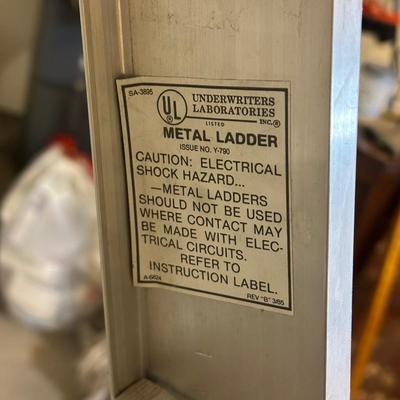 SA-3895
UL ®
UNDERWRITERS
LABORATORIES
LISTED INC.®
METAL LADDER
ISSUE NO. Y-790
CAUTION: ELECTRICAL
SHOCK HAZARD...
—METAL LADDERS
SHOULD NOT BE USED
WHERE CONTACT MAY
BE MADE WITH ELEC-
TRICAL CIRCUITS.
REFER TO
INSTRUCTION LABEL.
A-6624 REV "B" 3/85